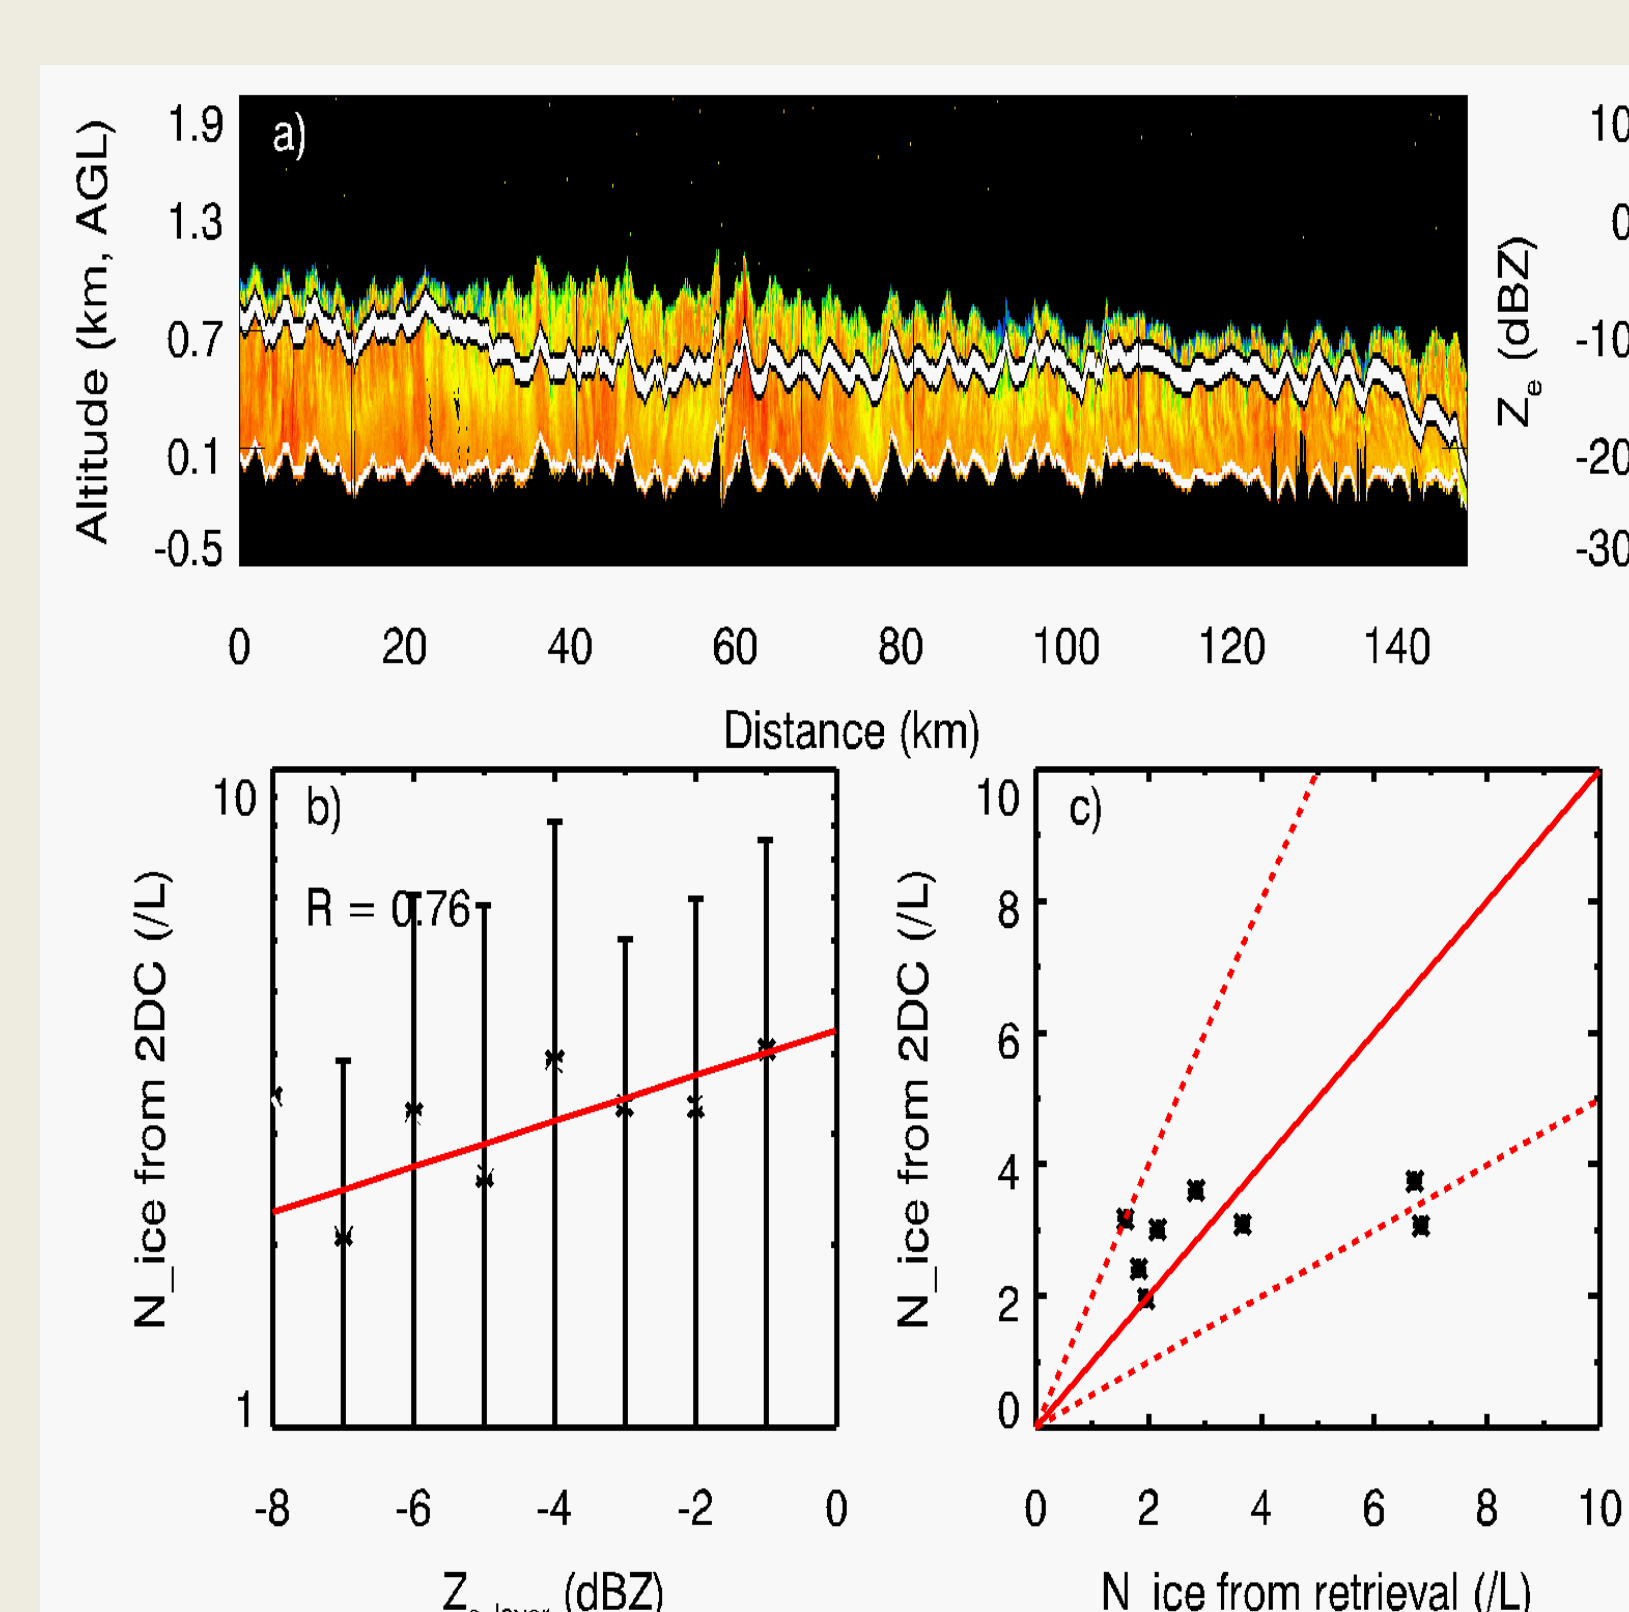 a)
Altitude (km, AGL)
1.9
1.3
0.7
0.1
-0.5
Z_e (dBZ)
10
0
-10
-20
-30
0 20 40 60 80 100 120 140
Distance (km)
b)
R = 0.76
N_ice from 2DC (/L)
10
1
-8 -6 -4 -2 0
Z (dBZ)
c)
N_ice from 2DC (/L)
10
8
6
4
2
0
0 2 4 6 8 10
N_ice from retrieval (/L)